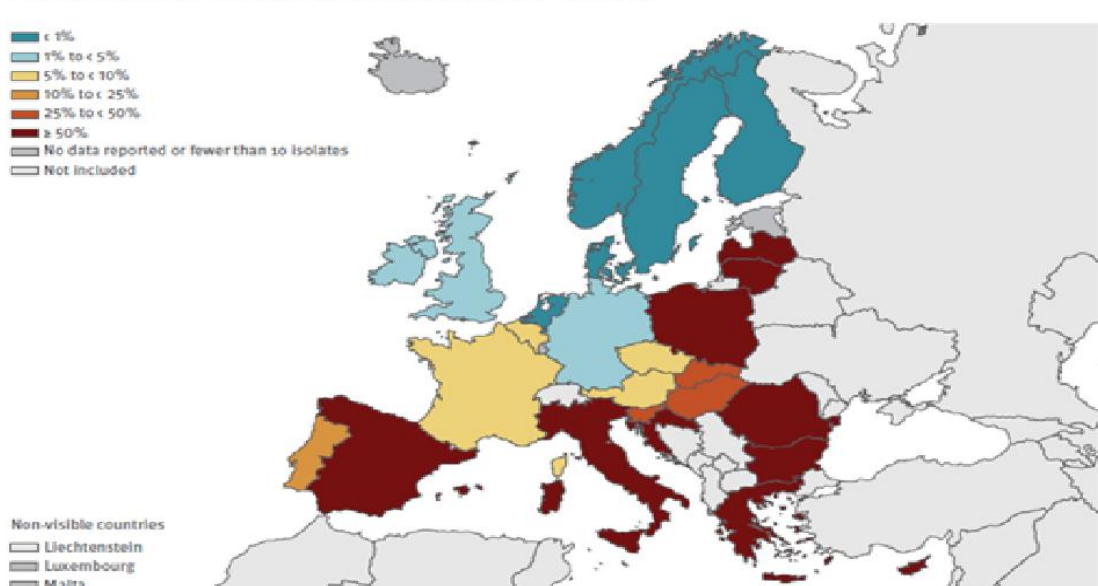 < 1%
1% to < 5%
5% to < 10%
10% to < 25%
25% to < 50%
≥ 50%
No data reported or fewer than 10 isolates
Not included
Non-visible countries
Liechtenstein
Luxembourg
Malta